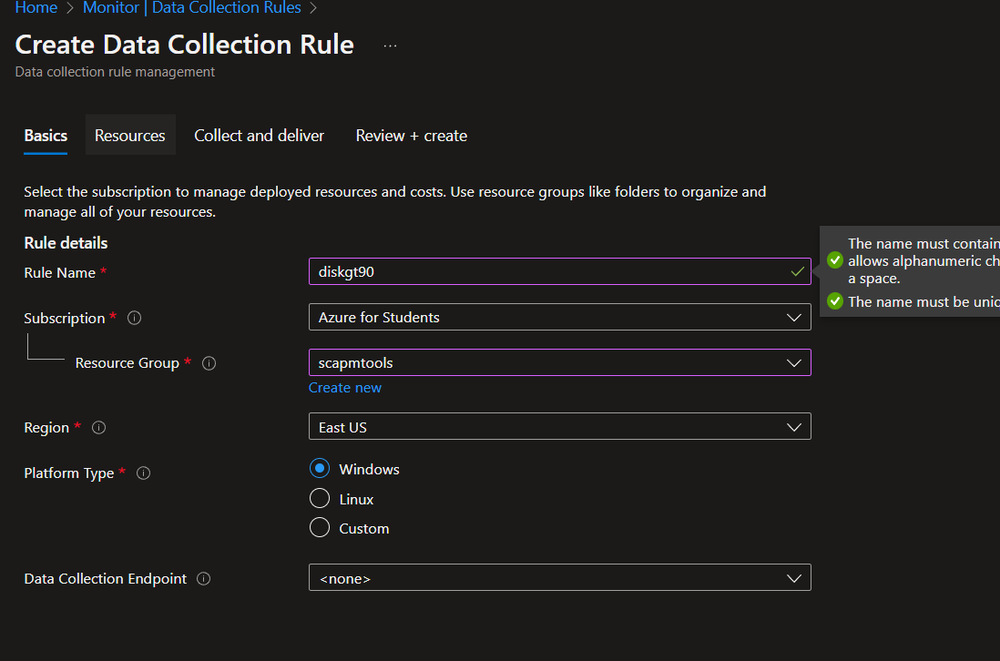 Home > Monitor | Data Collection Rules >
Create Data Collection Rule ...
Data collection rule management
Basics Resources Collect and deliver Review + create
Select the subscription to manage deployed resources and costs. Use resource groups like folders to organize and
manage all of your resources.
Rule details
Rule Name * diskgt90
The name must contain
allows alphanumeric ch
a space.
The name must be uniq
Subscription * Azure for Students
Resource Group * scapmtools
Create new
Region * East US
Platform Type * Windows
Linux
Custom
Data Collection Endpoint <none>